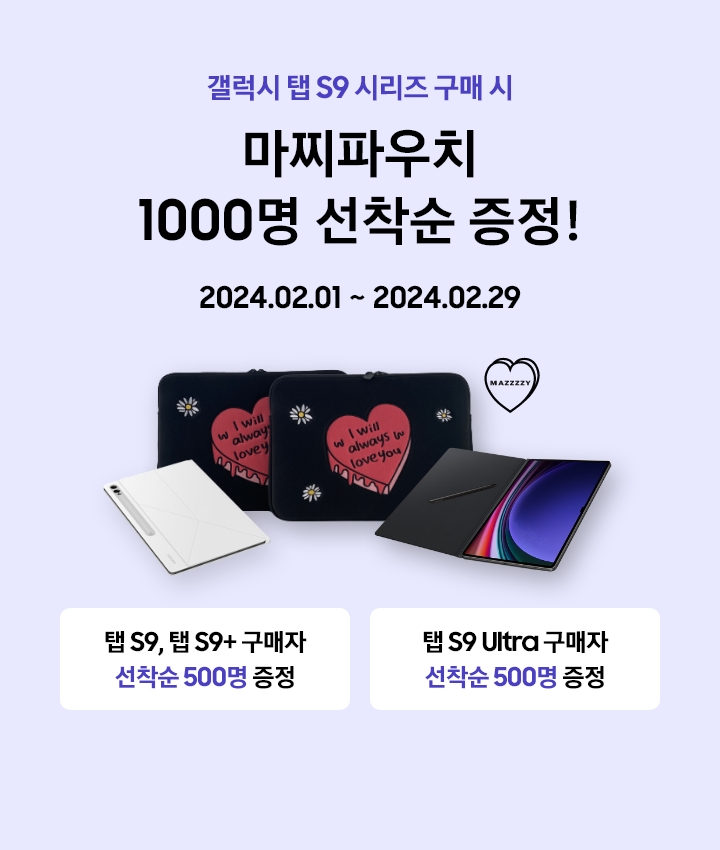 갤럭시 탭 S9 시리즈 구매 시
마찌파우치
1000명 선착순 증정!
2024.02.01 ~ 2024.02.29
MAZZZZY
I will
always
love you
I will
always
love you
탭 S9, 탭 S9+ 구매자
선착순 500명 증정
탭 S9 Ultra 구매자
선착순 500명 증정